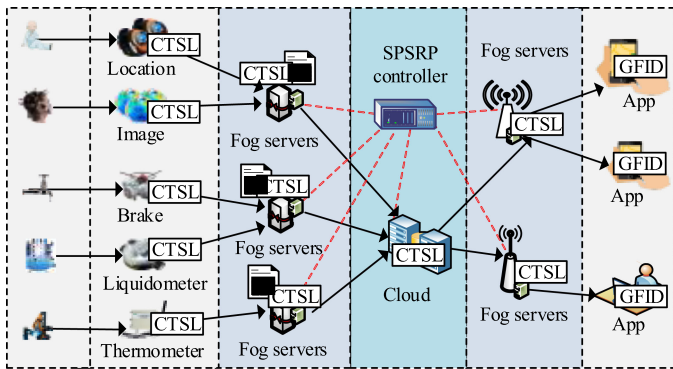 CTSL
Location
CTSL
Image
CTSL
Brake
CTSL
Liquidometer
CTSL
Thermometer
CTSL
Fog servers
CTSL
Fog servers
CTSL
Fog servers
SPSRP
controller
CTSL
Cloud
Fog servers
CTSL
CTSL
Fog servers
GFID
App
GFID
App
GFID
App